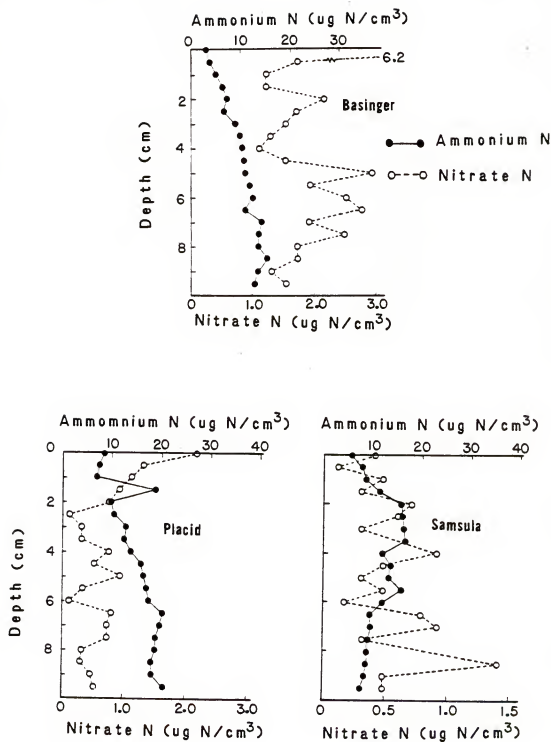 Ammonium N (ug N/cm³)
0 10 20 30
6.2
Basinger
Ammonium N
Nitrate N
2
4
6
8
Depth (cm)
0 1.0 2.0 3.0
Nitrate N (ug N/cm³)
Ammomnium N (ug N/cm³)
0 10 20 30 40
0
2
4
6
8
Depth (cm)
Placid
0 1.0 2.0 3.0
Nitrate N (ug N/cm³)
Ammonium N (ug N/cm³)
0 10 20 30 40
Samsula
0 0.5 1.0 1.5
Nitrate N (ug N/cm³)